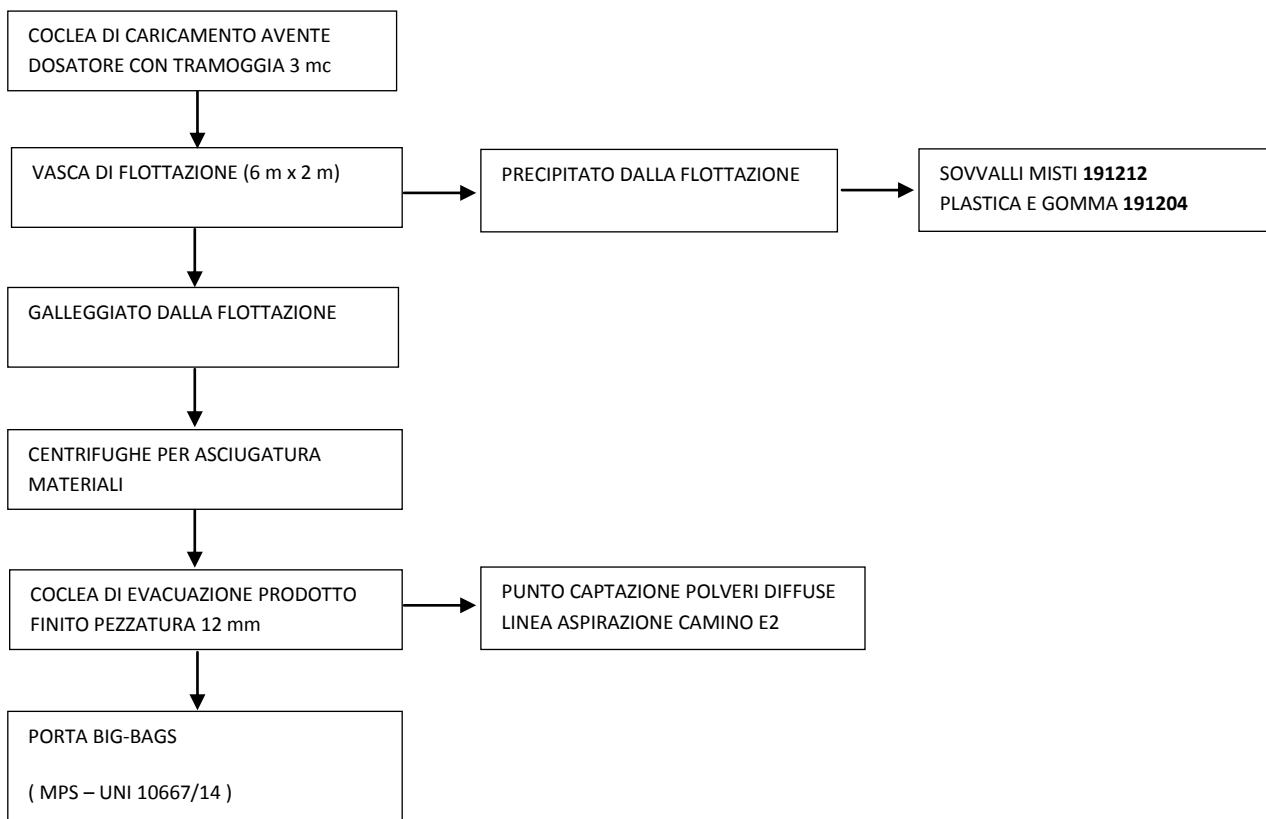 COCLEA DI CARICAMENTO AVENTE
DOSATORE CON TRAMOGGIA 3 mc
VASCA DI FLOTTAZIONE (6 m x 2 m)
PRECIPITATO DALLA FLOTTAZIONE
SOVVALLI MISTI 191212
PLASTICA E GOMMA 191204
GALLEGGIATO DALLA FLOTTAZIONE
CENTRIFUGHE PER ASCIUGATURA
MATERIALI
COCLEA DI EVACUAZIONE PRODOTTO
FINITO PEZZATURA 12 mm
PUNTO CAPTAZIONE POLVERI DIFFUSE
LINEA ASPIRAZIONE CAMINO E2
PORTA BIG-BAGS
( MPS – UNI 10667/14 )